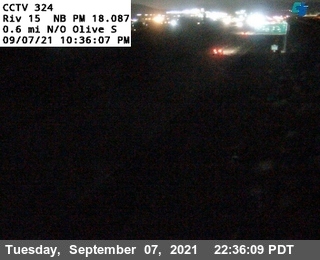 CCTV 324
Riv 15 NB PM 18.087
0.6 mi N/O Olive S
09/07/21 10:36:07 PM
Tuesday, September 07, 2021 22:36:09 PDT